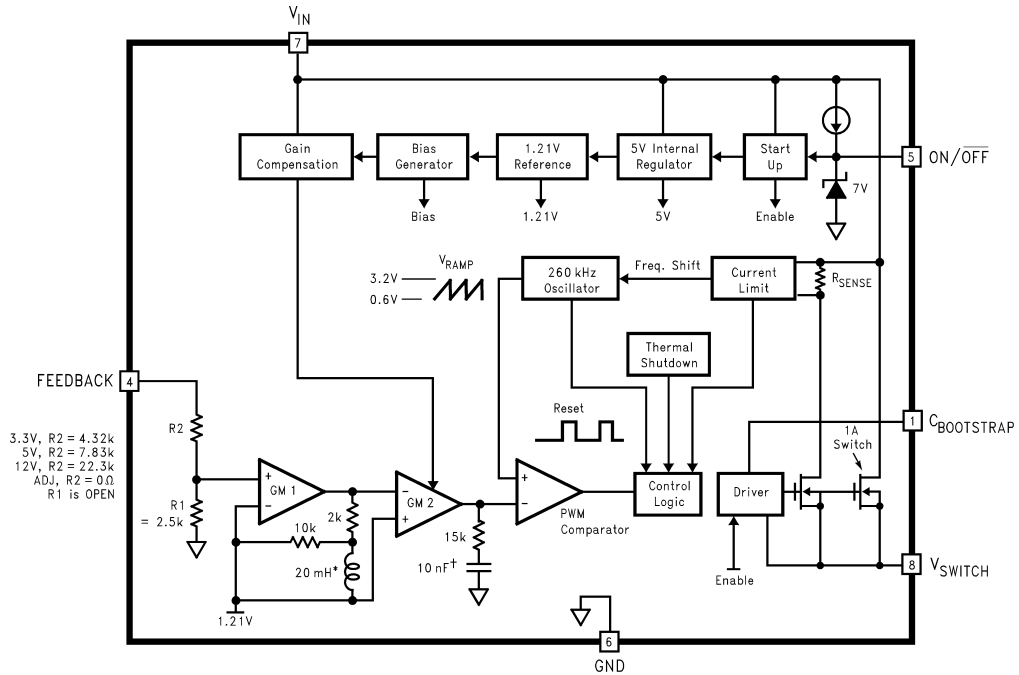 VIN
7
Gain
Compensation
Bias
Generator
1.21V
Reference
5V Internal
Regulator
Start
Up
5
ON/OFF
7V
Bias
1.21V
5V
Enable
VRAMP
3.2V
0.6V
260 kHz
Oscillator
Freq. Shift
Current
Limit
RSENSE
Thermal
Shutdown
FEEDBACK
4
3.3V, R2 = 4.32k
5V, R2 = 7.83k
12V, R2 = 22.3k
ADJ, R2 = 0Ω
R1 is OPEN
R2
R1
= 2.5k
Reset
1
CBOOTSTRAP
1A
Switch
+
GM 1
−
2k
10k
20 mH*
1.21V
−
GM 2
+
15k
10 nF†
+
−
PWM
Comparator
Control
Logic
Driver
Enable
8
VSWITCH
6
GND